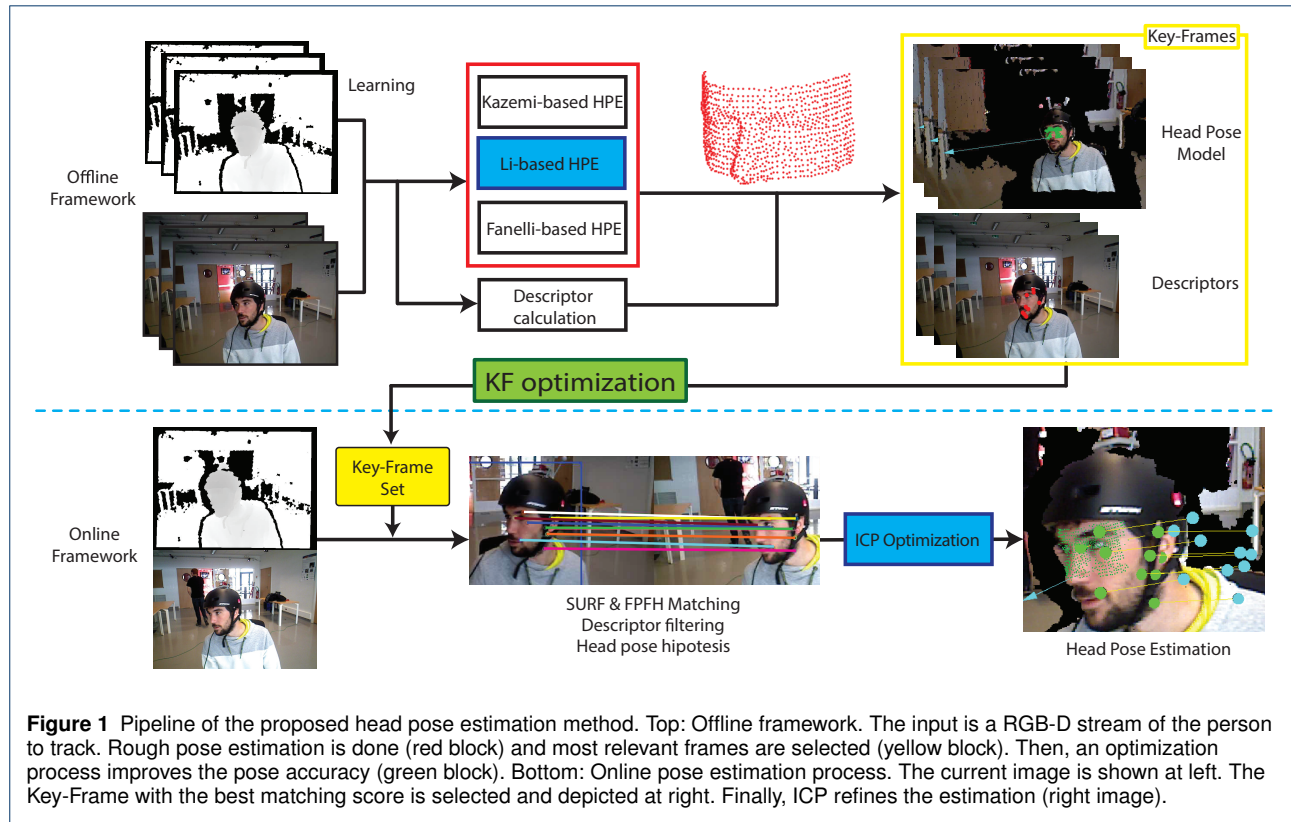 Key-Frames
Learning
Kazemi-based HPE
Li-based HPE
Fanelli-based HPE
Offline
Framework
Head Pose
Model
Descriptors
Descriptor
calculation
KF optimization
Key-Frame
Set
Online
Framework
ICP Optimization
SURF & FPFH Matching
Descriptor filtering
Head pose hipotesis
Head Pose Estimation
Figure 1 Pipeline of the proposed head pose estimation method. Top: Offline framework. The input is a RGB-D stream of the person
to track. Rough pose estimation is done (red block) and most relevant frames are selected (yellow block). Then, an optimization
process improves the pose accuracy (green block). Bottom: Online pose estimation process. The current image is shown at left. The
Key-Frame with the best matching score is selected and depicted at right. Finally, ICP refines the estimation (right image).